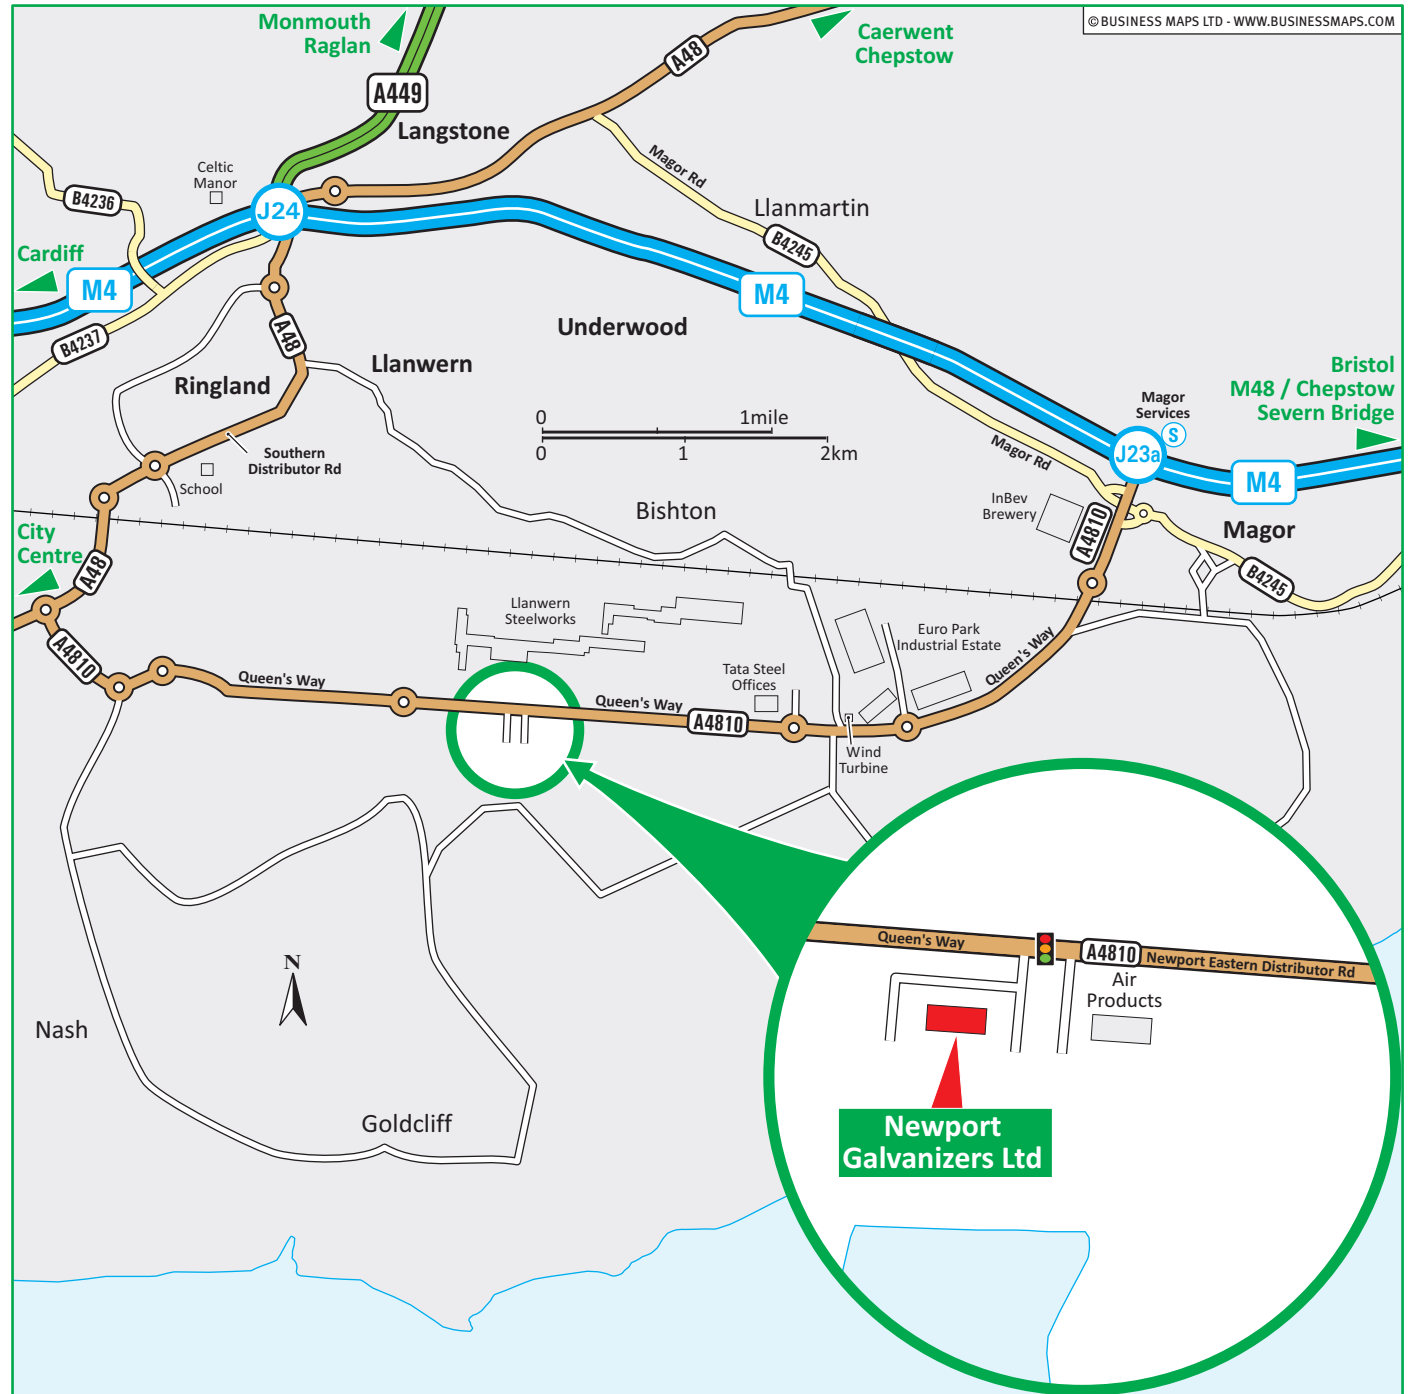 © BUSINESS MAPS LTD - WWW.BUSINESSMAPS.COM
Monmouth
Raglan
Caerwent
Chepstow
A48
A449
Langstone
Magor Rd
Celtic
Manor
B4236
J24
Llanmartin
B4245
Cardiff
M4
M4
B4237
A48
Underwood
Llanwern
Ringland
Bristol
M48 / Chepstow
Severn Bridge
Magor
Services
S
0 1mile
0 1 2km
Southern
Distributor Rd
School
Magor Rd
J23a
M4
InBev
Brewery
A4810
Magor
Bishton
City
Centre
A48
B4245
Llanwern
Steelworks
Euro Park
Industrial Estate
A4810
Queen's Way
Tata Steel
Offices
Queen's Way
Queen's Way
A4810
Wind
Turbine
Queen's Way
A4810
Newport Eastern Distributor Rd
Air
Products
N
Nash
Goldcliff
Newport
Galvanizers Ltd